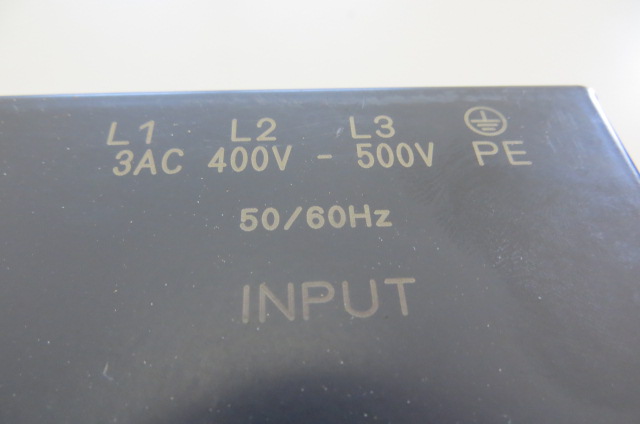 L1 L2 L3
3AC 400V - 500V PE
50/60Hz
INPUT